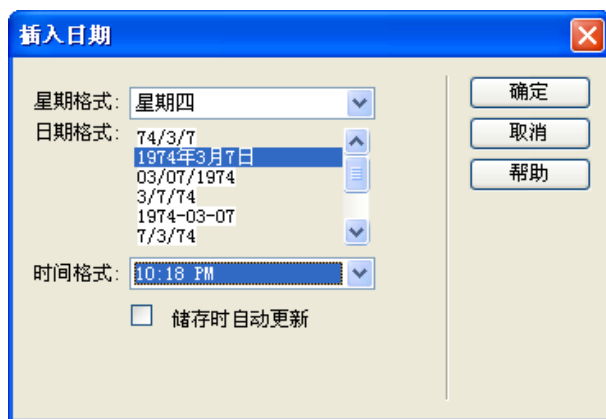 插入日期
星期格式: 星期四
确定
日期格式:
74/3/7
1974年3月7日
03/07/1974
3/7/74
1974-03-07
7/3/74
取消
帮助
时间格式: 10:18 PM
储存时自动更新